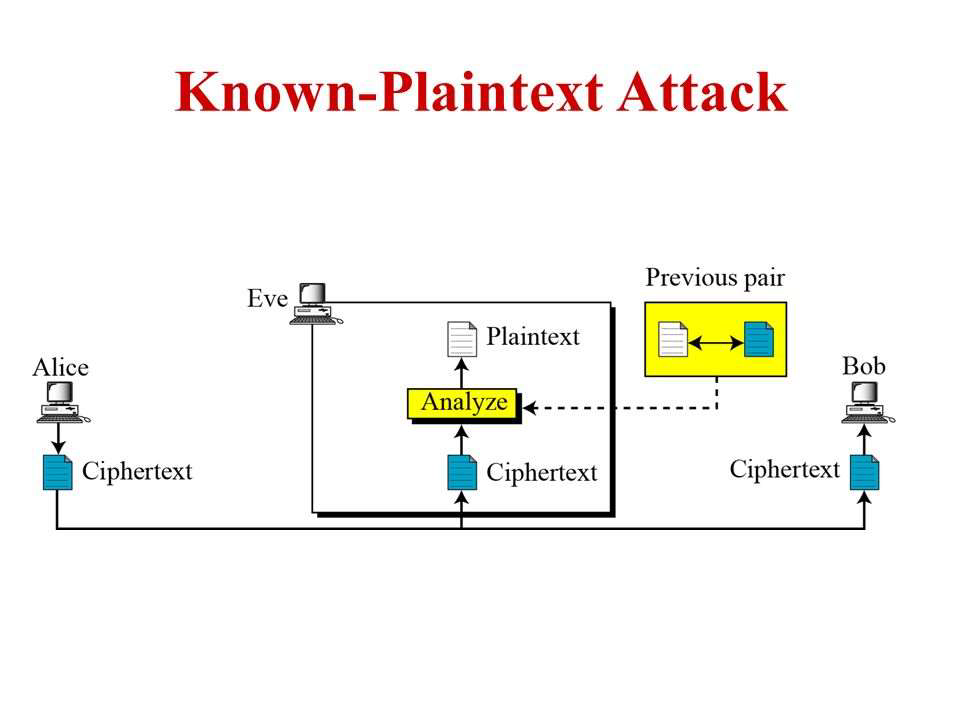 Known-Plaintext Attack
Previous pair
Eve
Plaintext
Alice
Bob
Analyze
Ciphertext
Ciphertext
Ciphertext